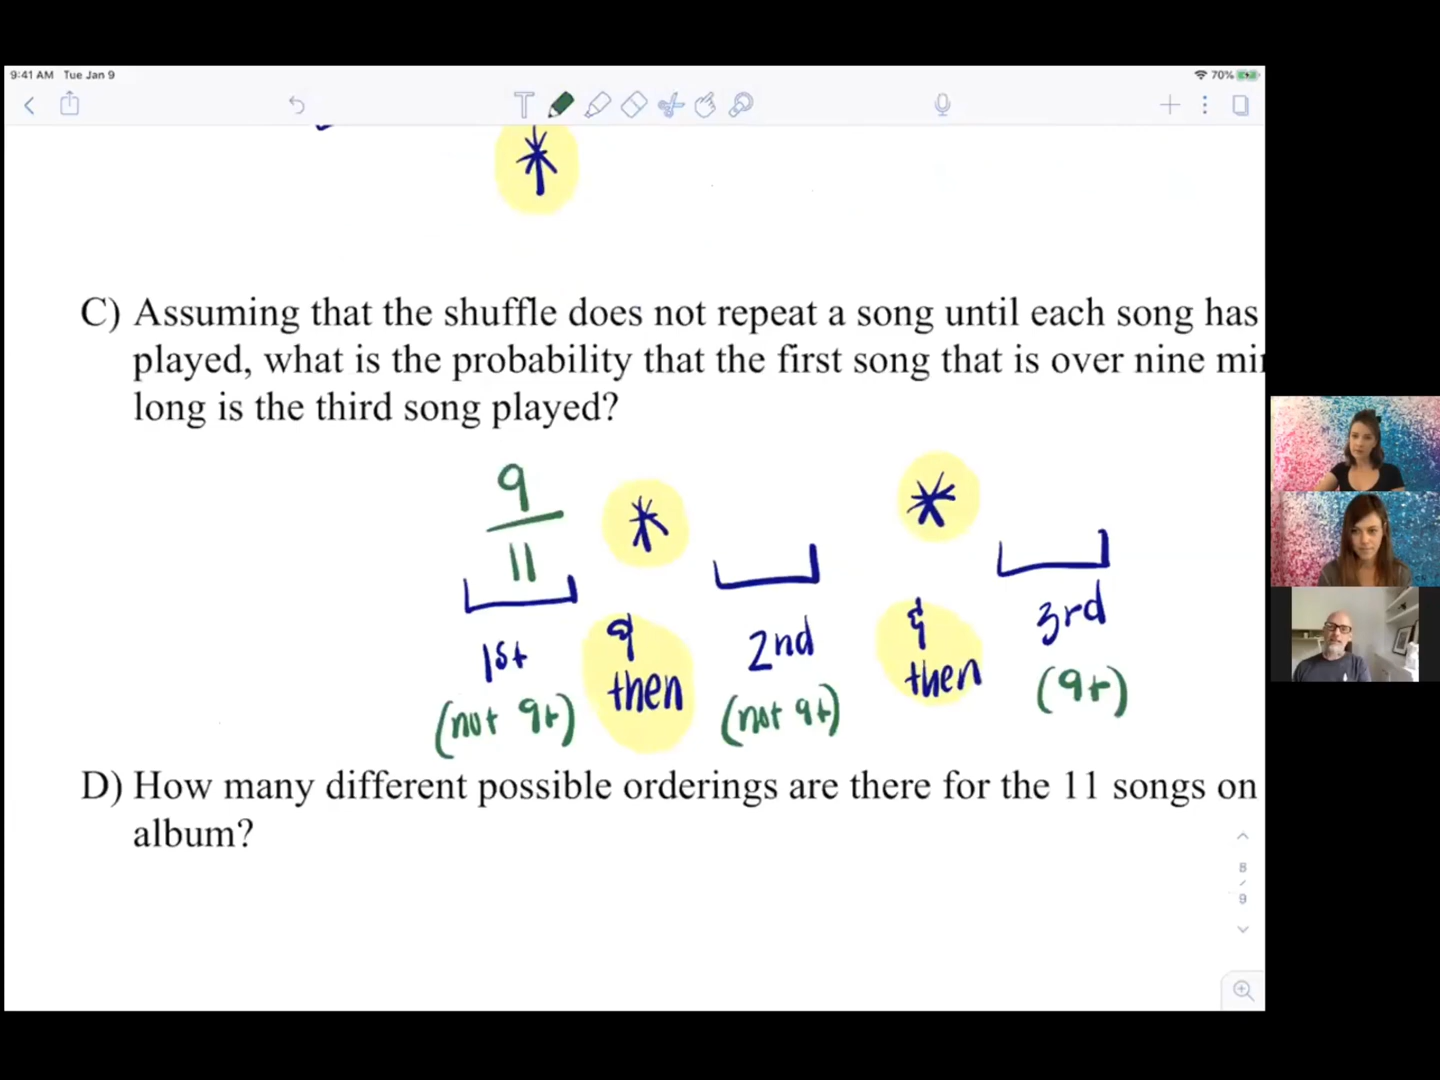 9:41 AM Tue Jan 9
70%
T
*
C) Assuming that the shuffle does not repeat a song until each song has
played, what is the probability that the first song that is over nine mi
long is the third song played?
9
11
*
*
1st & then 2nd & then 3rd
(not 9+) (not 9+) (9+)
D) How many different possible orderings are there for the 11 songs on
album?
8
/
9